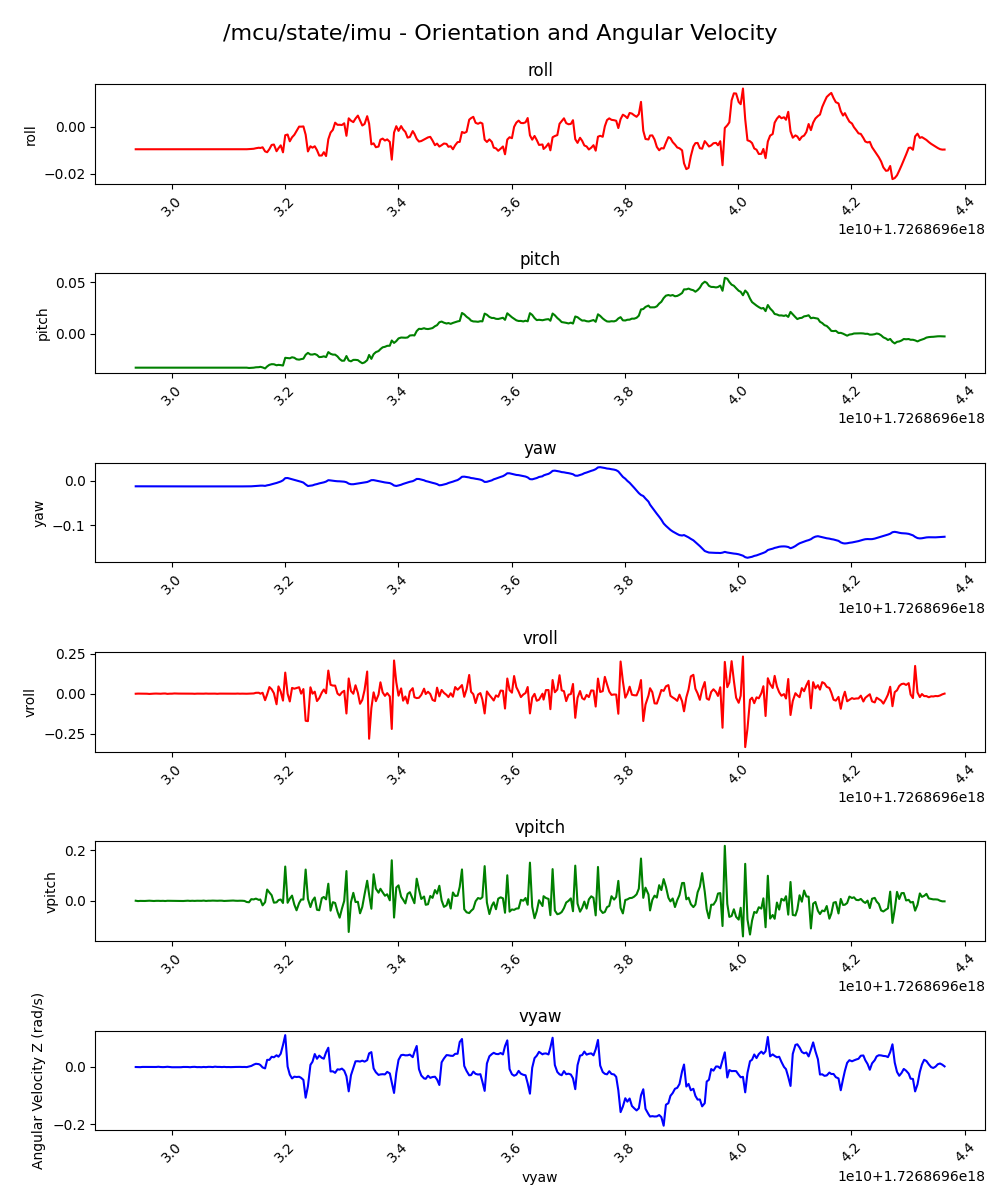 /mcu/state/imu - Orientation and Angular Velocity
roll
roll
0.00
−0.02
3.0 3.2 3.4 3.6 3.8 4.0 4.2 4.4
1e10+1.7268696e18
pitch
pitch
0.05
0.00
3.0 3.2 3.4 3.6 3.8 4.0 4.2 4.4
1e10+1.7268696e18
yaw
yaw
0.0
−0.1
3.0 3.2 3.4 3.6 3.8 4.0 4.2 4.4
1e10+1.7268696e18
vroll
vroll
0.25
0.00
−0.25
3.0 3.2 3.4 3.6 3.8 4.0 4.2 4.4
1e10+1.7268696e18
vpitch
vpitch
0.2
0.0
3.0 3.2 3.4 3.6 3.8 4.0 4.2 4.4
1e10+1.7268696e18
vyaw
Angular Velocity Z (rad/s)
0.0
−0.2
3.0 3.2 3.4 3.6 3.8 4.0 4.2 4.4
vyaw
1e10+1.7268696e18